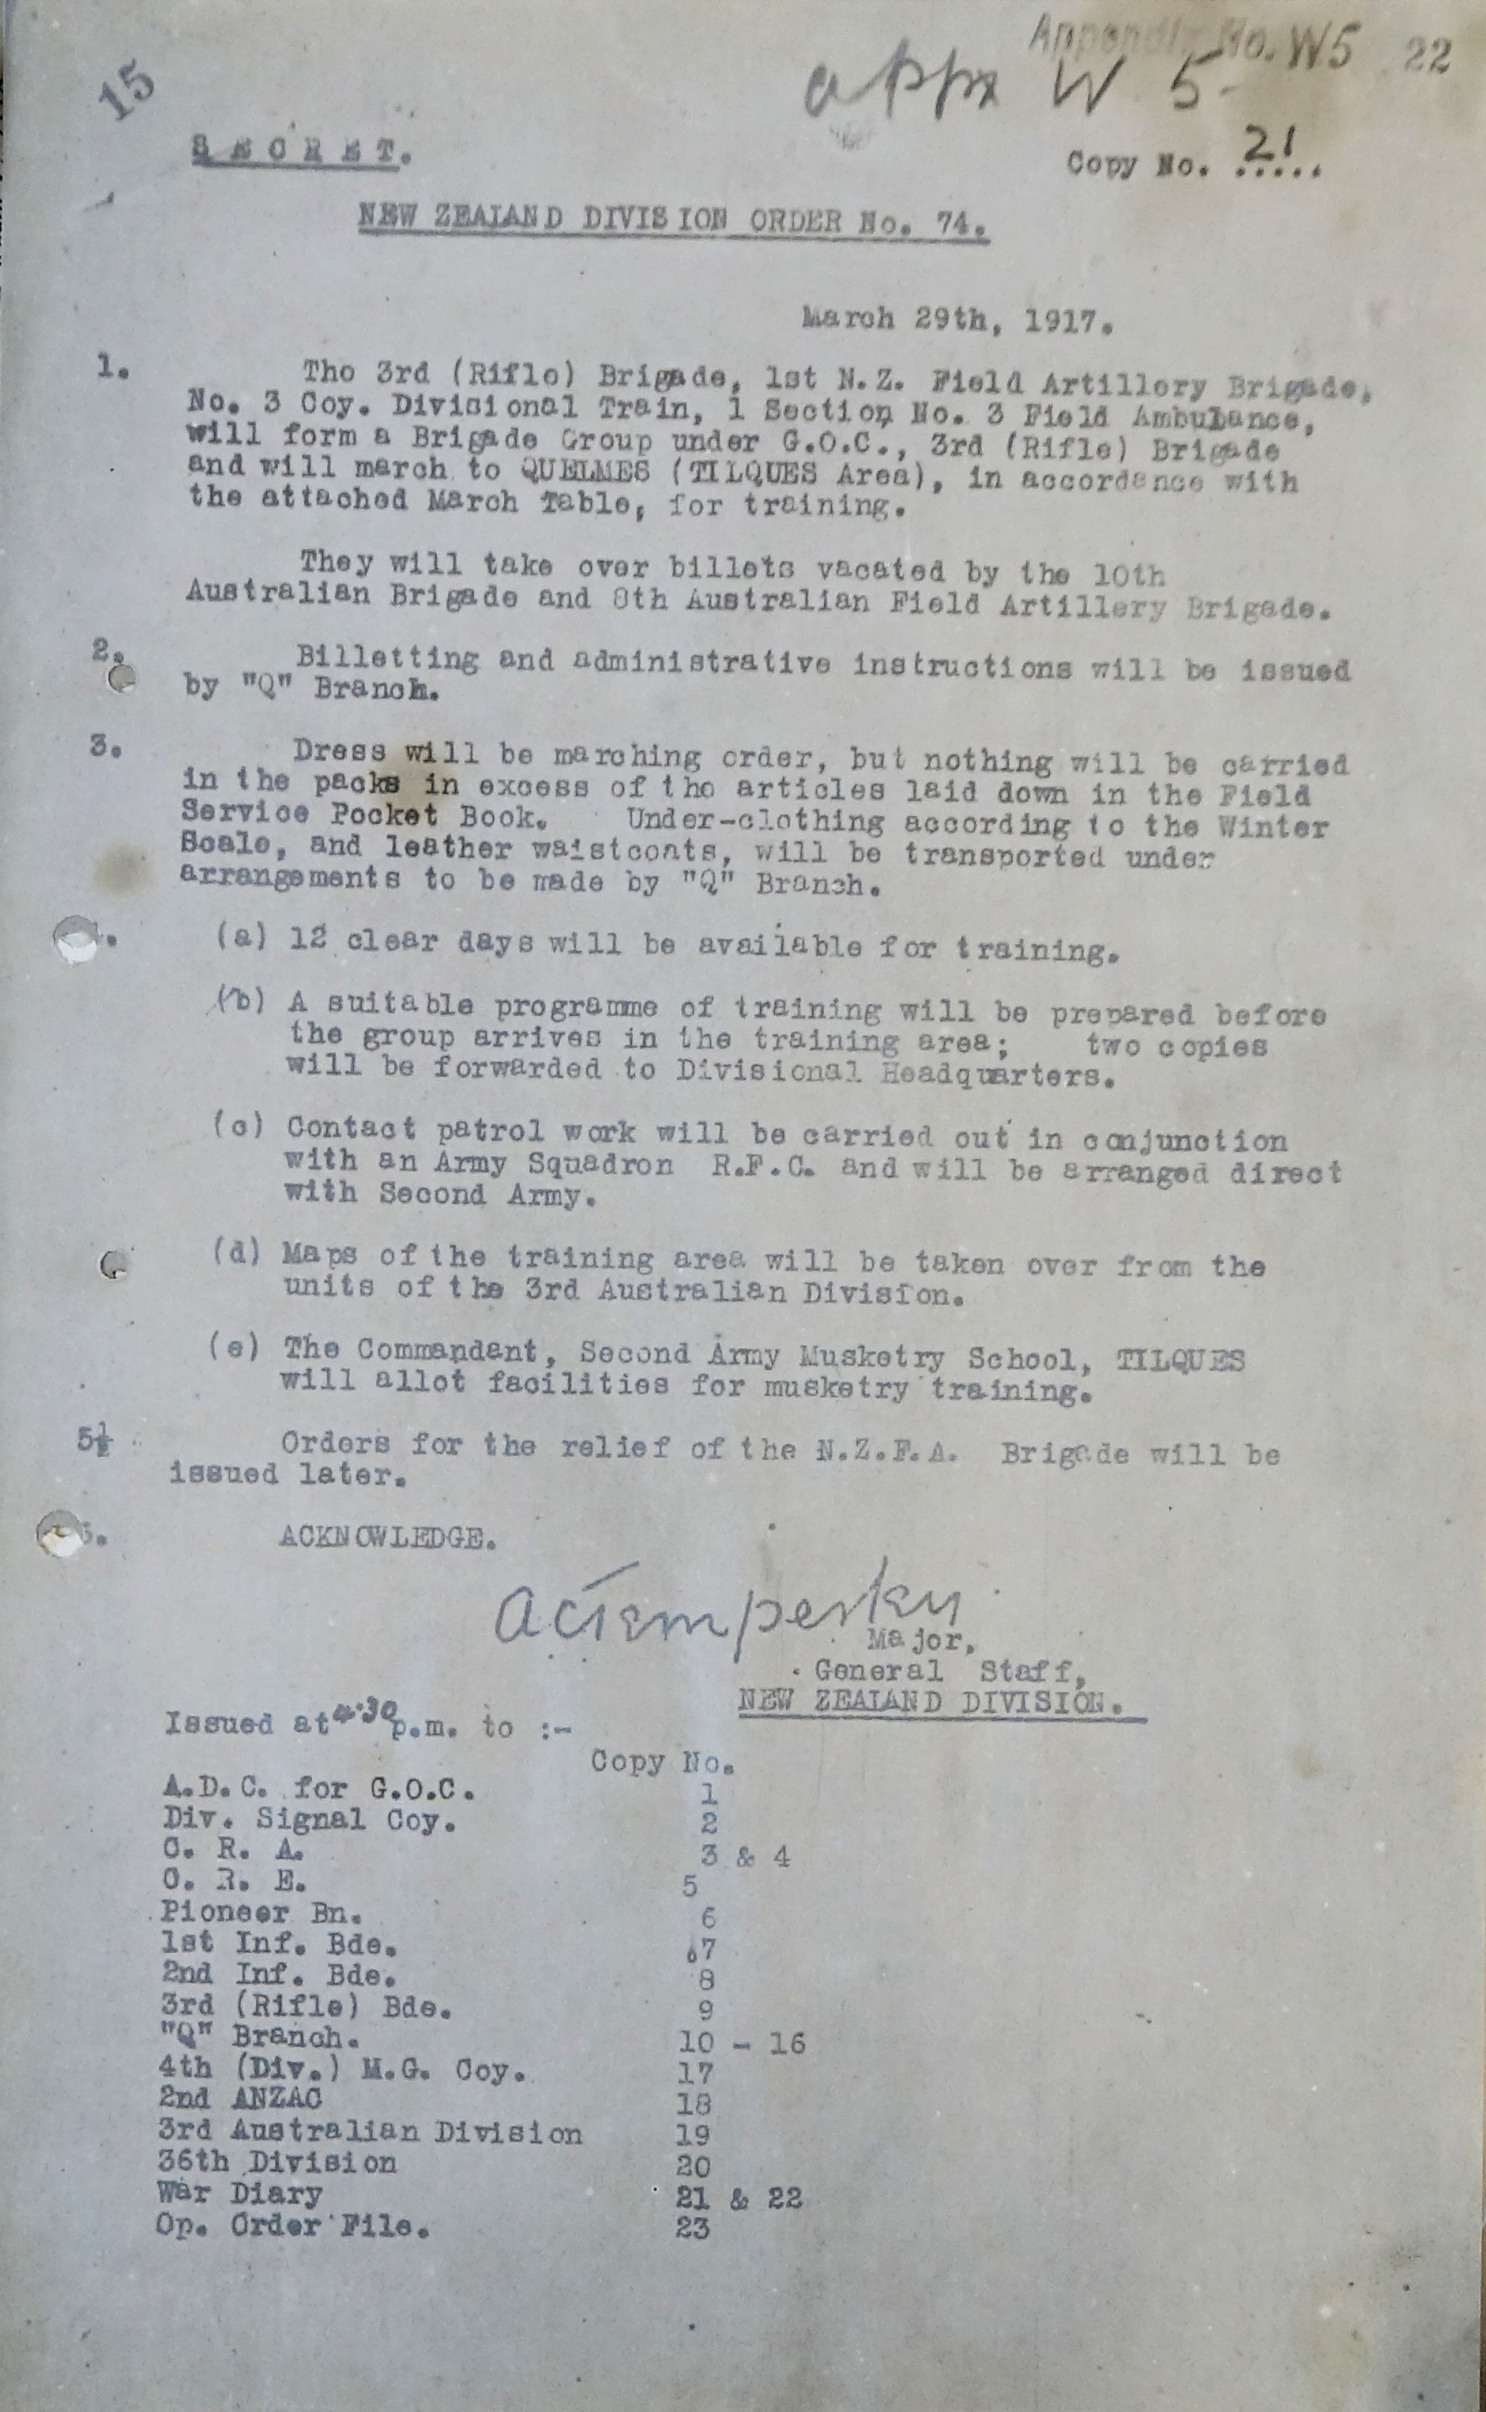 15
Appendix No. W5 22
appx W 5
SECRET.
Copy No. 21.....
NEW ZEALAND DIVISION ORDER No. 74.
March 29th, 1917.
1. The 3rd (Rifle) Brigade, 1st N.Z. Field Artillery Brigade,
No. 3 Coy. Divisional Train, 1 Section No. 3 Field Ambulance,
will form a Brigade Group under G.O.C., 3rd (Rifle) Brigade
and will march to QUELMES (TILQUES Area), in accordance with
the attached March Table, for training.
They will take over billets vacated by the 10th
Australian Brigade and 8th Australian Field Artillery Brigade.
2. Billetting and administrative instructions will be issued
by "Q" Branch.
3. Dress will be marching order, but nothing will be carried
in the packs in excess of the articles laid down in the Field
Service Pocket Book. Under-clothing according to the Winter
Scale, and leather waistcoats, will be transported under
arrangements to be made by "Q" Branch.
(a) 12 clear days will be available for training.
(b) A suitable programme of training will be prepared before
the group arrives in the training area; two copies
will be forwarded to Divisional Headquarters.
(c) Contact patrol work will be carried out in conjunction
with an Army Squadron R.F.C. and will be arranged direct
with Second Army.
(d) Maps of the training area will be taken over from the
units of the 3rd Australian Division.
(e) The Commandant, Second Army Musketry School, TILQUES
will allot facilities for musketry training.
5. Orders for the relief of the N.Z.F.A. Brigade will be
issued later.
ACKNOWLEDGE.
Major,
General Staff,
NEW ZEALAND DIVISION.
Issued at 4.30 p.m. to :-
Copy No.
A.D.C. for G.O.C. 1
Div. Signal Coy. 2
C. R. A. 3 & 4
C. R. E. 5
Pioneer Bn. 6
1st Inf. Bde. 7
2nd Inf. Bde. 8
3rd (Rifle) Bde. 9
"Q" Branch. 10 - 16
4th (Div.) M.G. Coy. 17
2nd ANZAC 18
3rd Australian Division 19
36th Division 20
War Diary 21 & 22
Op. Order File. 23